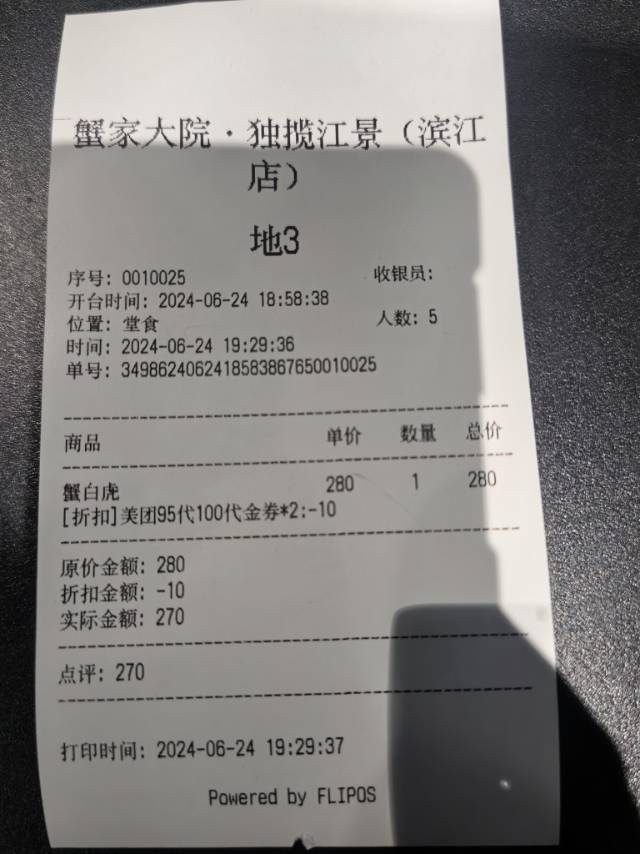 蟹家大院·独揽江景（滨江
店）
地3
序号: 0010025 收银员:
开台时间: 2024-06-24 18:58:38
位置: 堂食 人数: 5
时间: 2024-06-24 19:29:36
单号: 3498624062418583867650010025
商品 单价 数量 总价
蟹白虎 280 1 280
[折扣]美团95代100代金券*2:-10
原价金额: 280
折扣金额: -10
实际金额: 270
点评: 270
打印时间: 2024-06-24 19:29:37
Powered by FLIPOS